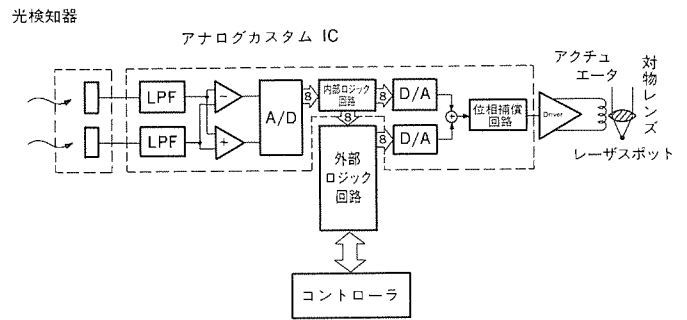 光検知器
アナログカスタム IC
アクチュ
エータ
対物レンズ
LPF
LPF
−
+
A/D
8
内部ロジック
回路
8
8
D/A
8
D/A
+
位相補償
回路
Driver
レーザスポット
外部
ロジック
回路
コントローラ